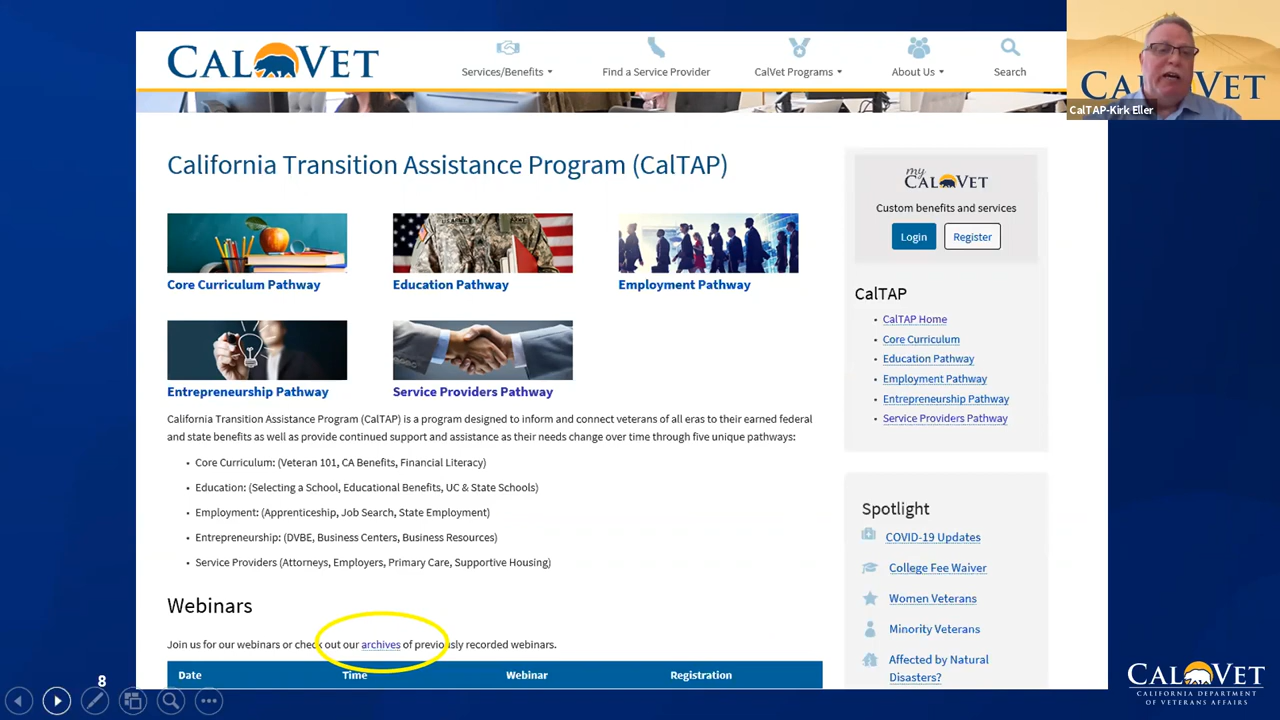 CALVET
Services/Benefits
Find a Service Provider
CalVet Programs
About Us
Search
CALVET
CalTAP-Kirk Eller
California Transition Assistance Program (CalTAP)
Core Curriculum Pathway
Education Pathway
Employment Pathway
Entrepreneurship Pathway
Service Providers Pathway
California Transition Assistance Program (CalTAP) is a program designed to inform and connect veterans of all eras to their earned federal
and state benefits as well as provide continued support and assistance as their needs change over time through five unique pathways:
• Core Curriculum: (Veteran 101, CA Benefits, Financial Literacy)
• Education: (Selecting a School, Educational Benefits, UC & State Schools)
• Employment: (Apprenticeship, Job Search, State Employment)
• Entrepreneurship: (DVBE, Business Centers, Business Resources)
• Service Providers (Attorneys, Employers, Primary Care, Supportive Housing)
Webinars
Join us for our webinars or check out our archives of previously recorded webinars.
Date Time Webinar Registration
my
CALVET
Custom benefits and services
Login
Register
CalTAP
• CalTAP Home
• Core Curriculum
• Education Pathway
• Employment Pathway
• Entrepreneurship Pathway
• Service Providers Pathway
Spotlight
COVID-19 Updates
College Fee Waiver
Women Veterans
Minority Veterans
Affected by Natural
Disasters?
8
CALVET
CALIFORNIA DEPARTMENT
OF VETERANS AFFAIRS